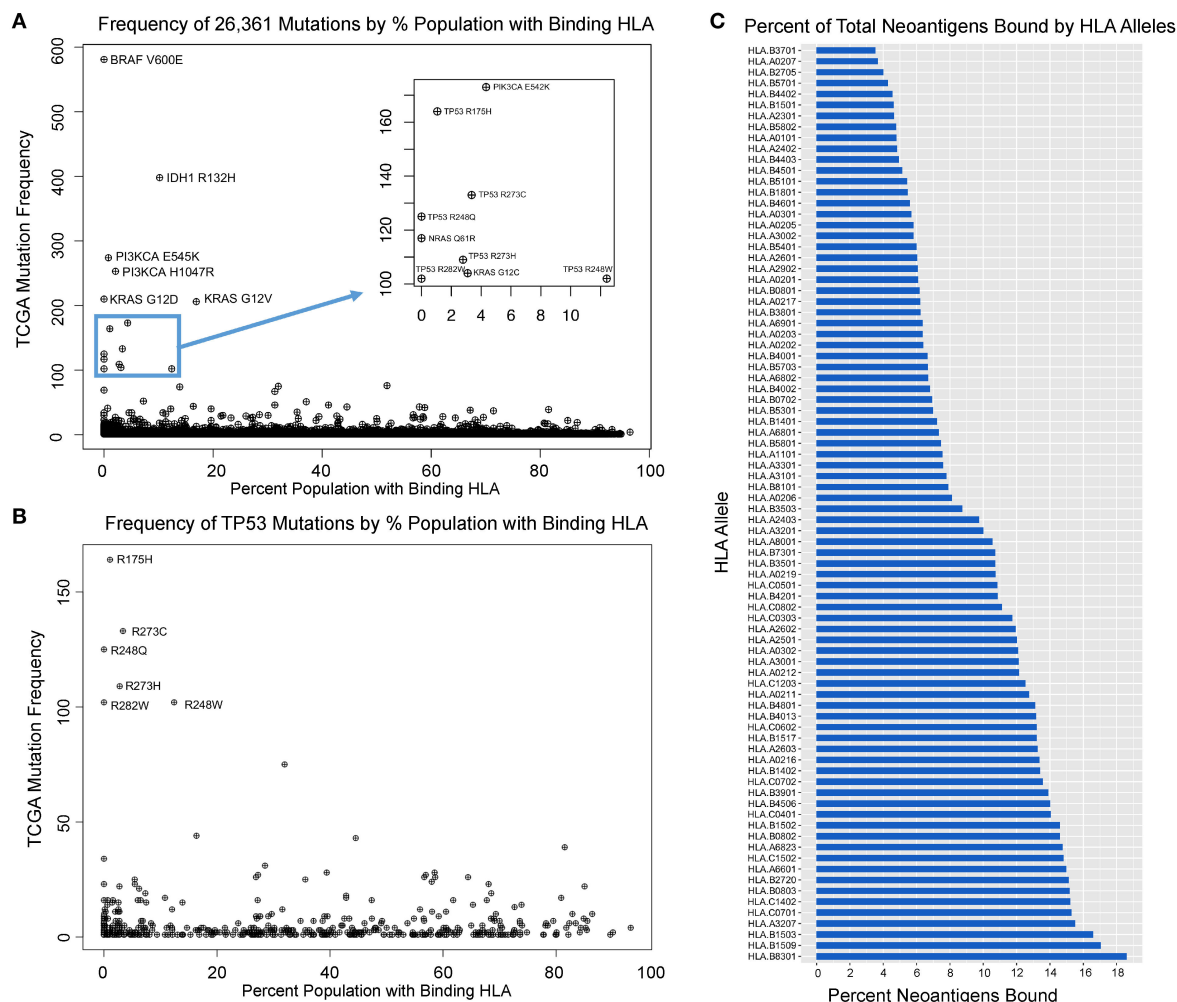 A
Frequency of 26,361 Mutations by % Population with Binding HLA
TCGA Mutation Frequency
600
500
400
300
200
100
0
BRAF V600E
IDH1 R132H
PI3KCA E545K
PI3KCA H1047R
KRAS G12D
KRAS G12V
160
140
120
100
PIK3CA E542K
TP53 R175H
TP53 R273C
TP53 R248Q
NRAS Q61R
TP53 R273H
TP53 R282W
KRAS G12C
TP53 R248W
0 2 4 6 8 10
0 20 40 60 80 100
Percent Population with Binding HLA
B
Frequency of TP53 Mutations by % Population with Binding HLA
TCGA Mutation Frequency
150
100
50
0
R175H
R273C
R248Q
R273H
R282W
R248W
0 20 40 60 80 100
Percent Population with Binding HLA
C
Percent of Total Neoantigens Bound by HLA Alleles
HLA Allele
HLA.B3701
HLA.A0207
HLA.B2705
HLA.B5701
HLA.B4402
HLA.B1501
HLA.A2301
HLA.B5802
HLA.A0101
HLA.A2402
HLA.B4403
HLA.B4501
HLA.B5101
HLA.B1801
HLA.B4601
HLA.A0301
HLA.A0205
HLA.A3002
HLA.B5401
HLA.A2601
HLA.A2902
HLA.A0201
HLA.B0801
HLA.A0217
HLA.B3801
HLA.A6901
HLA.A0203
HLA.A0202
HLA.B4001
HLA.B5703
HLA.A6802
HLA.B4002
HLA.B0702
HLA.B5301
HLA.B1401
HLA.A6801
HLA.B5801
HLA.A1101
HLA.A3301
HLA.A3101
HLA.B8101
HLA.A0206
HLA.B3503
HLA.A2403
HLA.A3201
HLA.A8001
HLA.B7301
HLA.B3501
HLA.A0219
HLA.C0501
HLA.B4201
HLA.C0802
HLA.C0303
HLA.A2602
HLA.A2501
HLA.A0302
HLA.A3001
HLA.A0212
HLA.C1203
HLA.A0211
HLA.B4801
HLA.B4013
HLA.C0602
HLA.B1517
HLA.A2603
HLA.A0216
HLA.B1402
HLA.C0702
HLA.B3901
HLA.B4506
HLA.C0401
HLA.B1502
HLA.B0802
HLA.A6823
HLA.C1502
HLA.A6601
HLA.B2720
HLA.B0803
HLA.C1402
HLA.C0701
HLA.A3207
HLA.B1503
HLA.B1509
HLA.B8301
0 2 4 6 8 10 12 14 16 18
Percent Neoantigens Bound